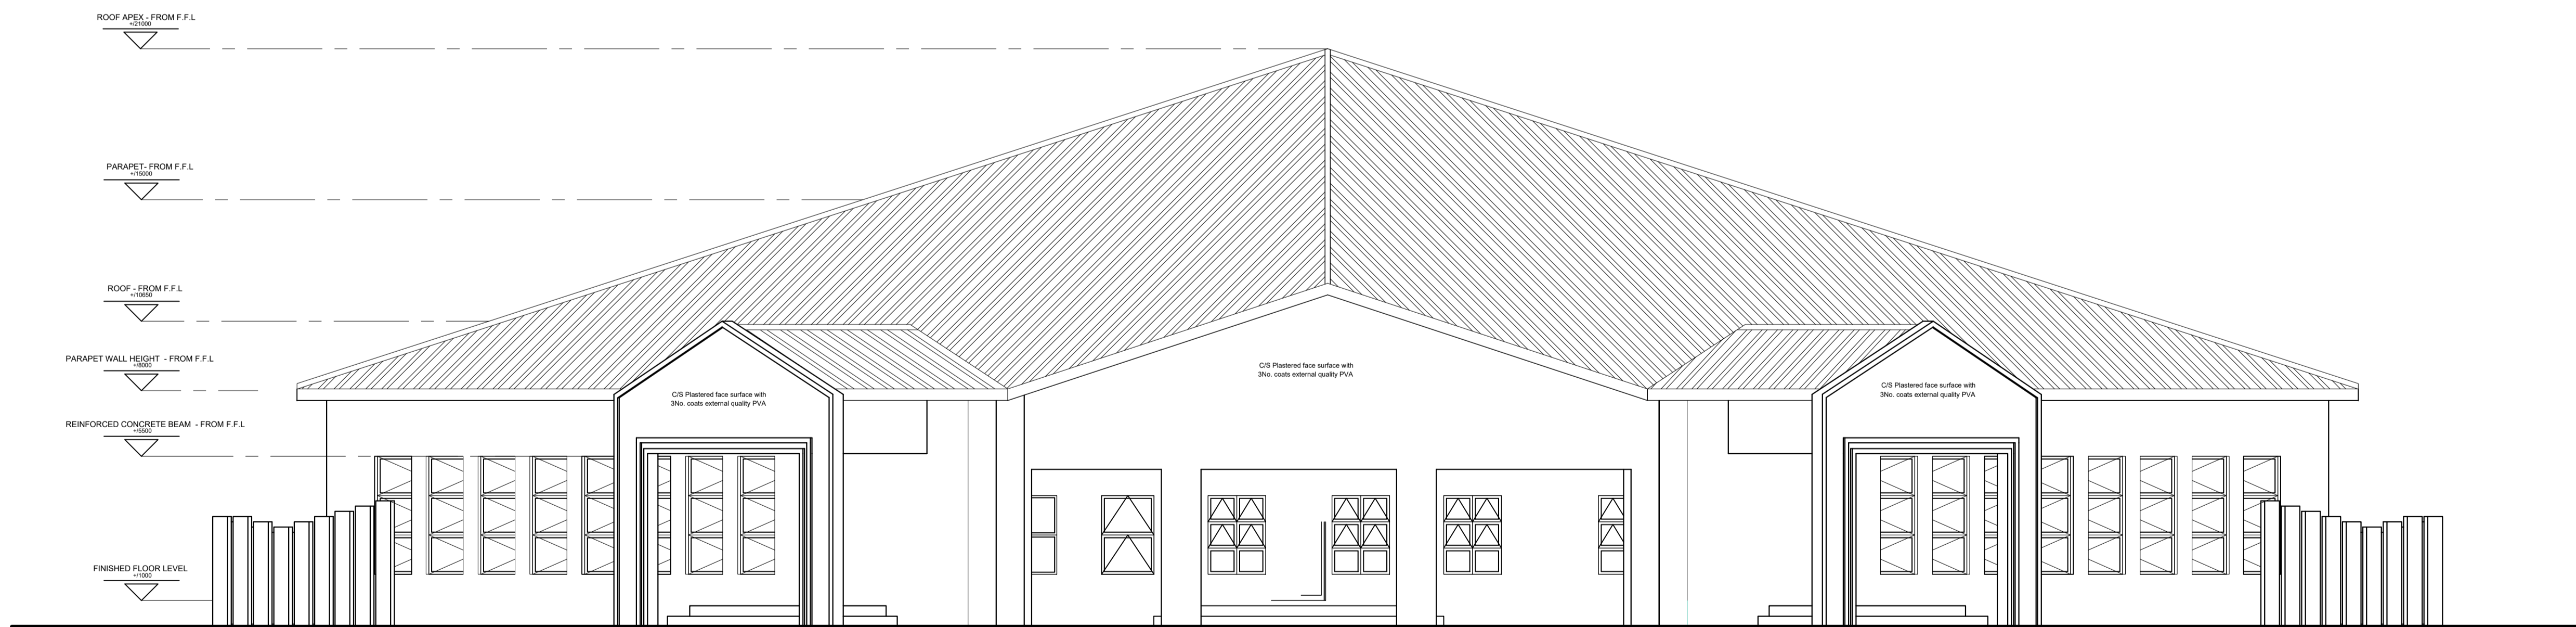 ROOF APEX - FROM F.F.L
+/21000
PARAPET- FROM F.F.L
+/15000
ROOF - FROM F.F.L
+/10650
PARAPET WALL HEIGHT - FROM F.F.L
+/8000
REINFORCED CONCRETE BEAM - FROM F.F.L
+/5500
FINISHED FLOOR LEVEL
+/1000
C/S Plastered face surface with
3No. coats external quality PVA
C/S Plastered face surface with
3No. coats external quality PVA
C/S Plastered face surface with
3No. coats external quality PVA